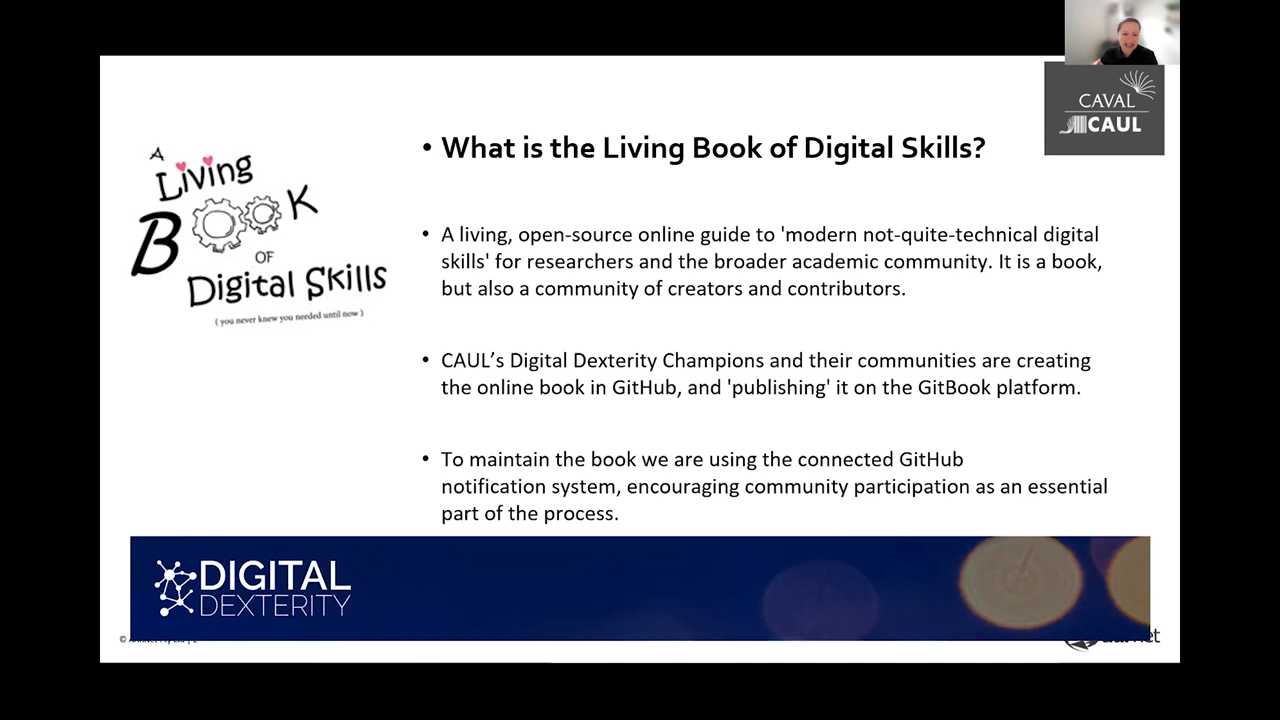 CAVAL
CAUL
A
Living
BOOK
OF
Digital Skills
( you never knew you needed until now )
• What is the Living Book of Digital Skills?
• A living, open-source online guide to 'modern not-quite-technical digital
skills' for researchers and the broader academic community. It is a book,
but also a community of creators and contributors.
• CAUL’s Digital Dexterity Champions and their communities are creating
the online book in GitHub, and 'publishing' it on the GitBook platform.
• To maintain the book we are using the connected GitHub
notification system, encouraging community participation as an essential
part of the process.
DIGITAL
DEXTERITY